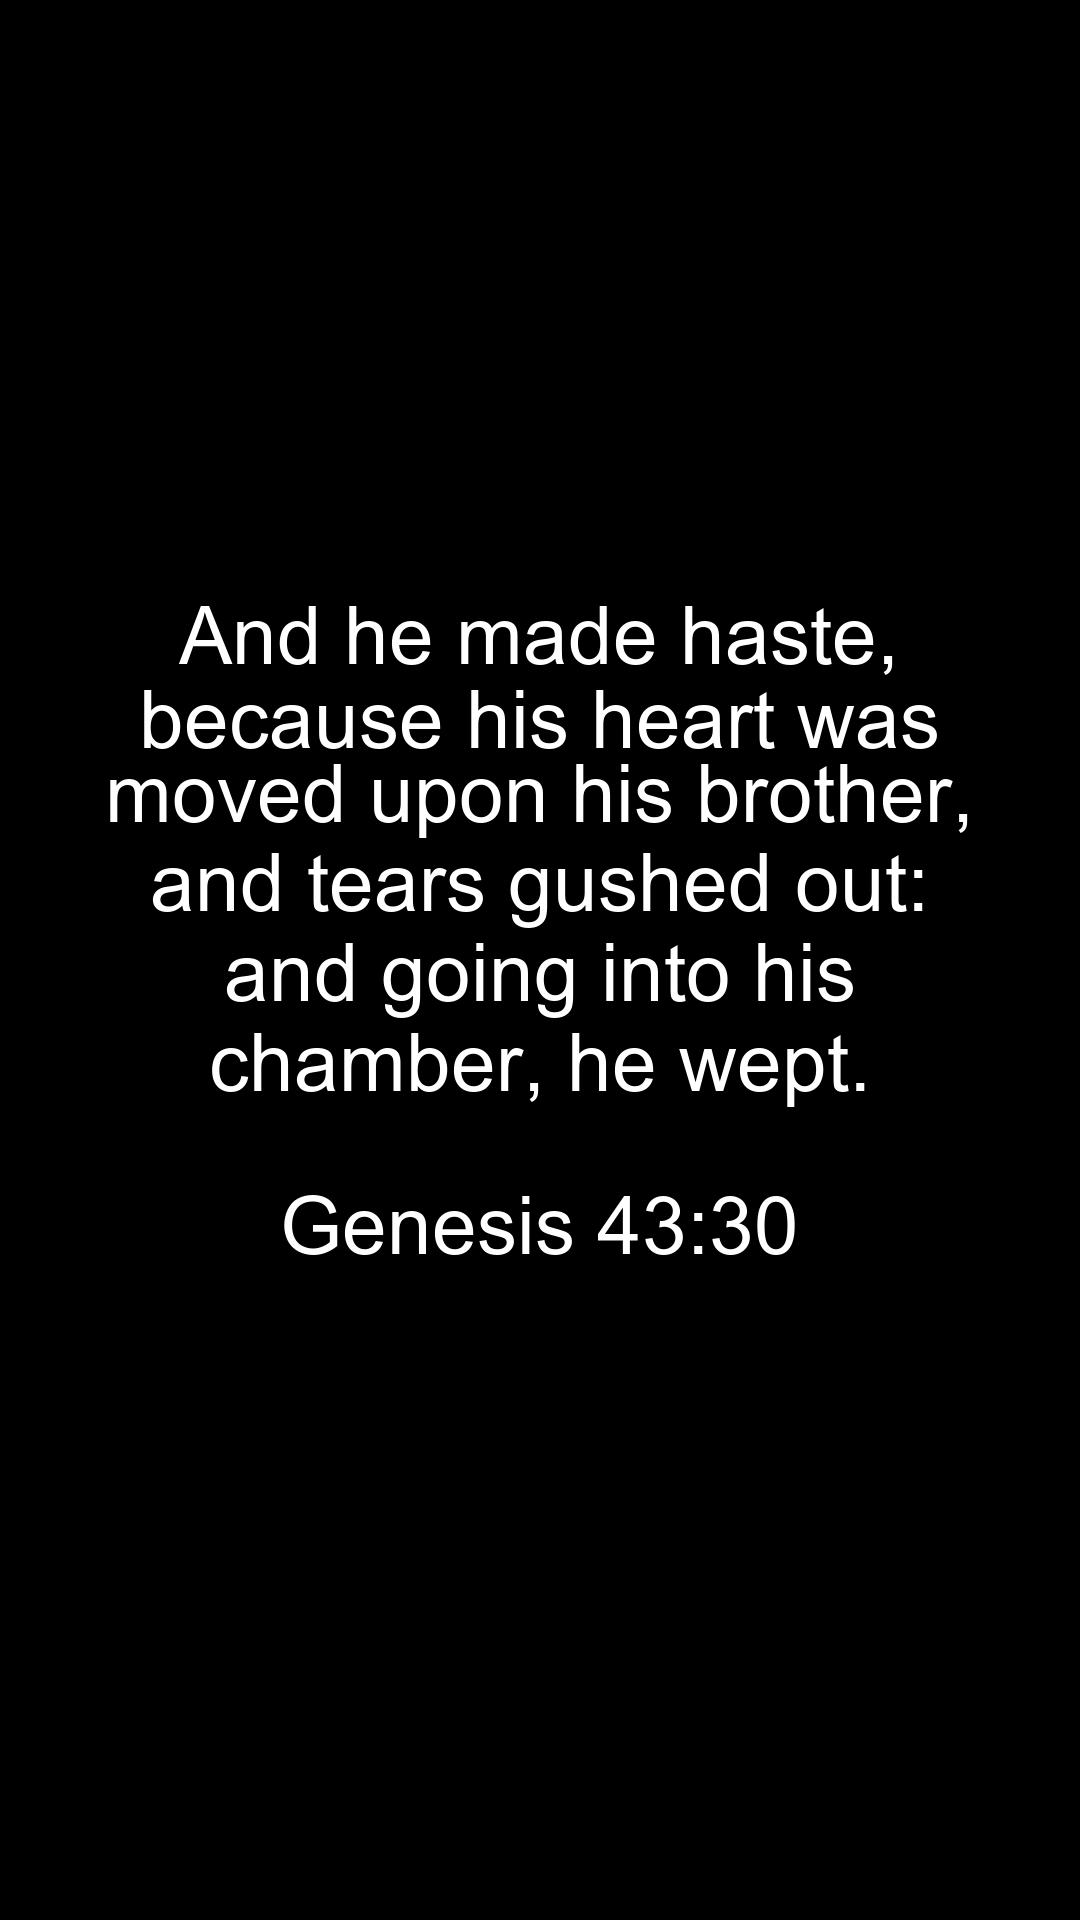 And he made haste,
because his heart was
moved upon his brother,
and tears gushed out:
and going into his
chamber, he wept.
Genesis 43:30